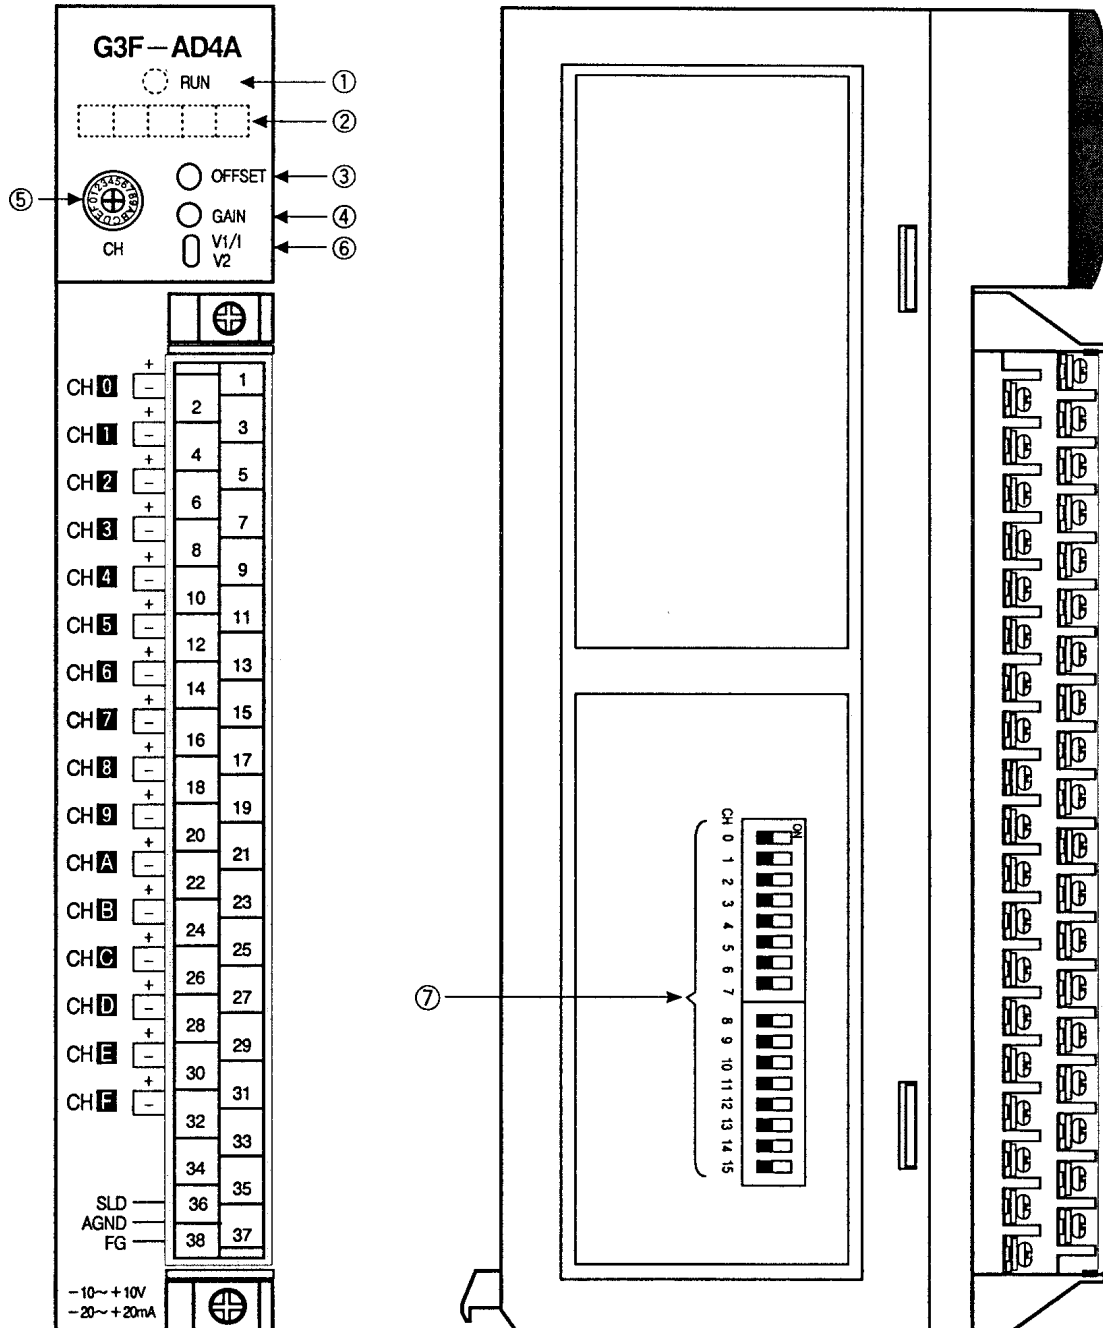 G3F-AD4A
RUN ①
②
OFFSET ③
⑤ 0123456789ABCDEF
GAIN ④
CH V1/I ⑥
V2
+
CH 0 - 1
2
+
CH 1 - 3
4
+
CH 2 - 5
6
+
CH 3 - 7
8
+
CH 4 - 9
10
+
CH 5 - 11
12
+
CH 6 - 13
14
+
CH 7 - 15
16
+
CH 8 - 17
18
+
CH 9 - 19
20
+
CH A - 21
22
+
CH B - 23
24
+
CH C - 25
26
+
CH D - 27
28
+
CH E - 29
30
+
CH F - 31
32
33
34
35
SLD 36
AGND 37
FG 38
-10~+10V
-20~+20mA
ON
CH 0 1 2 3 4 5 6 7 8 9 10 11 12 13 14 15
⑦